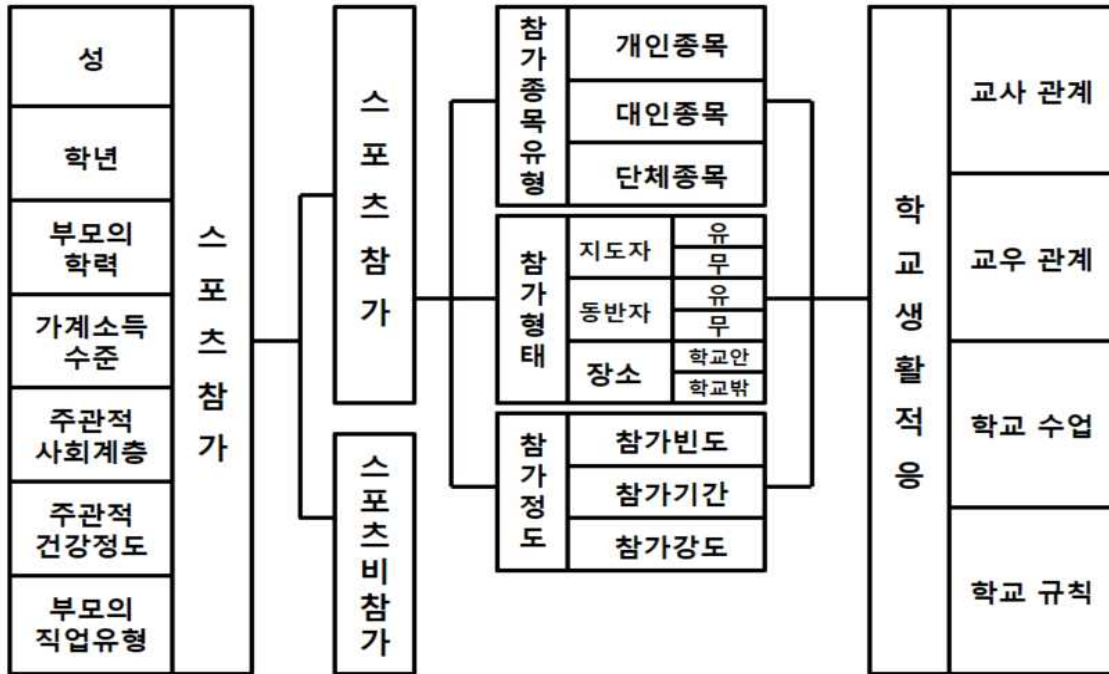 성
학년
부모의
학력
가계소득
수준
주관적
사회계층
주관적
건강정도
부모의
직업유형
스포츠참가
스포츠참가
스포츠비참가
참가종목유형
개인종목
대인종목
단체종목
참가형태
지도자
유
무
동반자
유
무
장소
학교안
학교밖
참가정도
참가빈도
참가기간
참가강도
학교생활적응
교사 관계
교우 관계
학교 수업
학교 규칙